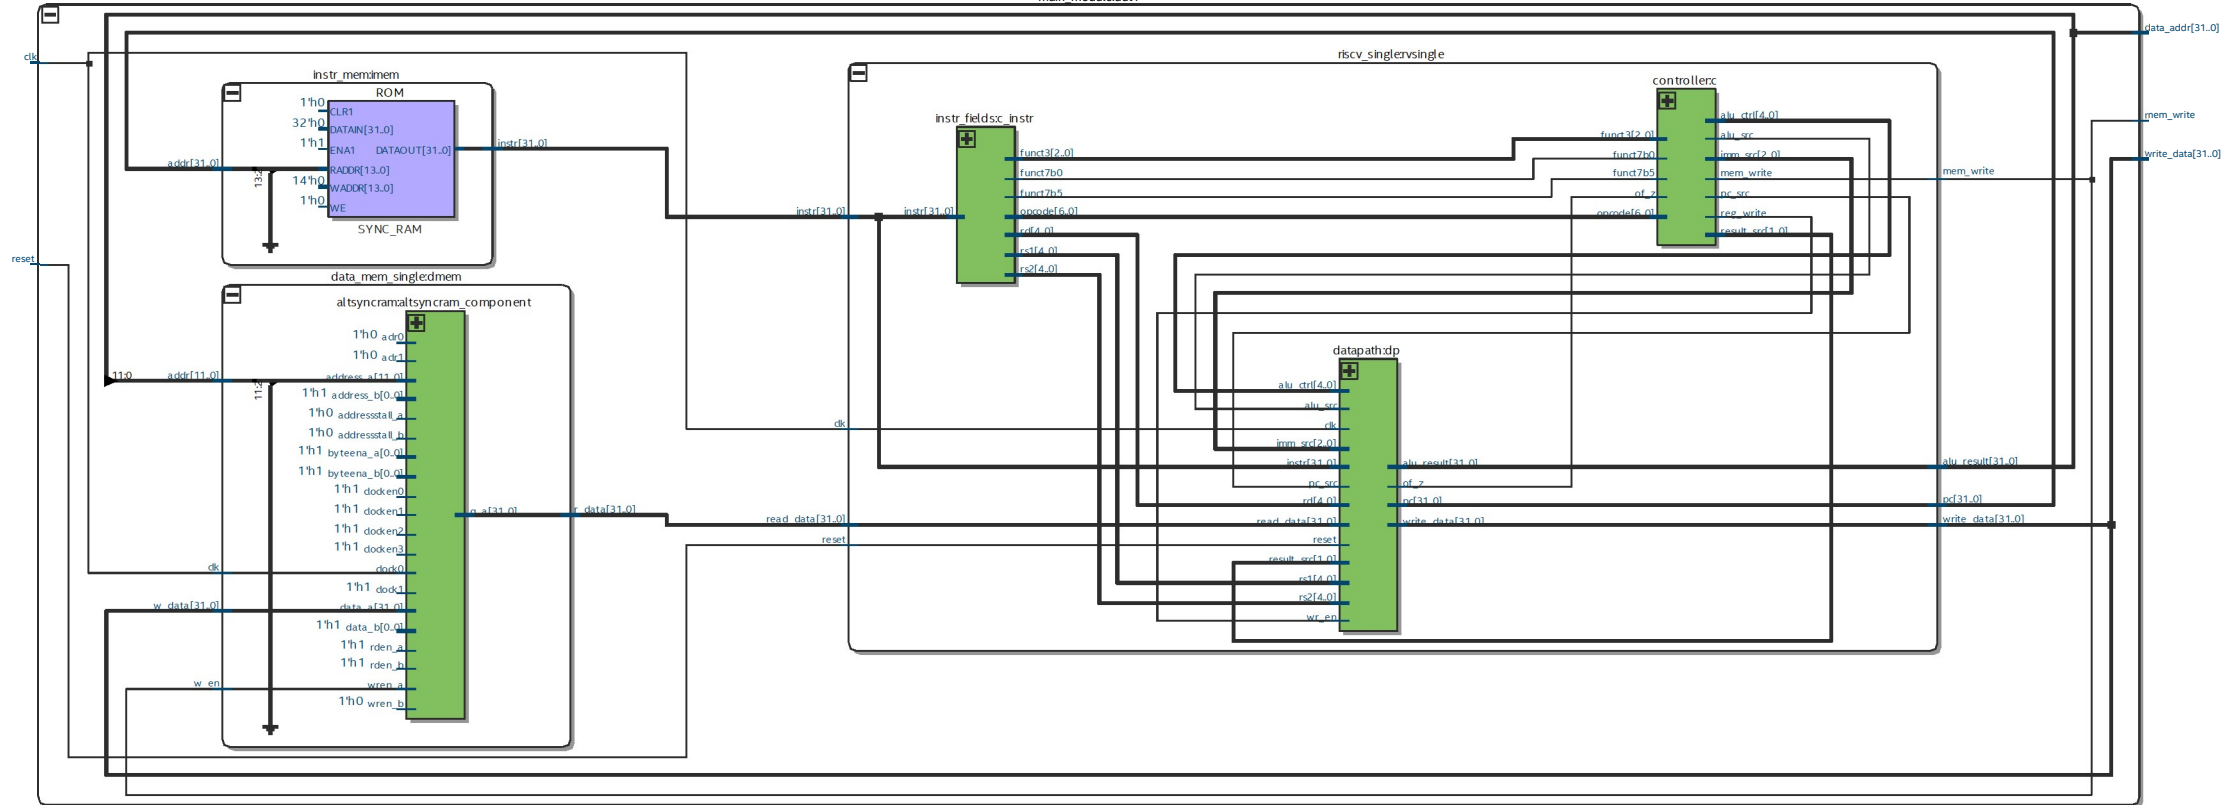 data_addr[31..0]
clk
riscv_single:rvsingle
instr_mem:imem
controller:c
ROM
1'h0 CLR1
32'h0 DATAIN[31..0]
1'h1 ENA1
DATAOUT[31..0]
instr[31..0]
addr[31..0]
RADDR[13..0]
14'h0 WADDR[13..0]
1'h0 WE
SYNC_RAM
instr_fields:c_instr
instr[31..0]
instr[31..0]
funct3[2..0]
funct7b0
funct7b5
opcode[6..0]
rd[4..0]
rs1[4..0]
rs2[4..0]
funct3[2..0]
funct7b0
funct7b5
of_z
opcode[6..0]
alu_ctrl[4..0]
alu_src
imm_src[2..0]
mem_write
pc_src
reg_write
result_src[1..0]
mem_write
mem_write
write_data[31..0]
reset
data_mem_single:dmem
altsyncram:altsyncram_component
1'h0 adr0
1'h0 adr1
11:0
addr[11..0]
address_a[11..0]
1'h1 address_b[0..0]
1'h0 addressstall_a
1'h0 addressstall_b
1'h1 byteena_a[0..0]
1'h1 byteena_b[0..0]
1'h1 clocken0
1'h1 clocken1
1'h1 clocken2
1'h1 clocken3
clk
clock0
1'h1 clock1
w_data[31..0]
data_a[31..0]
1'h1 data_b[0..0]
1'h1 rden_a
1'h1 rden_b
w_en
wren_a
1'h0 wren_b
q_a[31..0]
r_data[31..0]
datapath:dp
clk
read_data[31..0]
reset
alu_ctrl[4..0]
alu_src
clk
imm_src[2..0]
instr[31..0]
pc_src
rd[4..0]
read_data[31..0]
reset
result_src[1..0]
rs1[4..0]
rs2[4..0]
wr_en
alu_result[31..0]
of_z
pc[31..0]
write_data[31..0]
alu_result[31..0]
pc[31..0]
write_data[31..0]